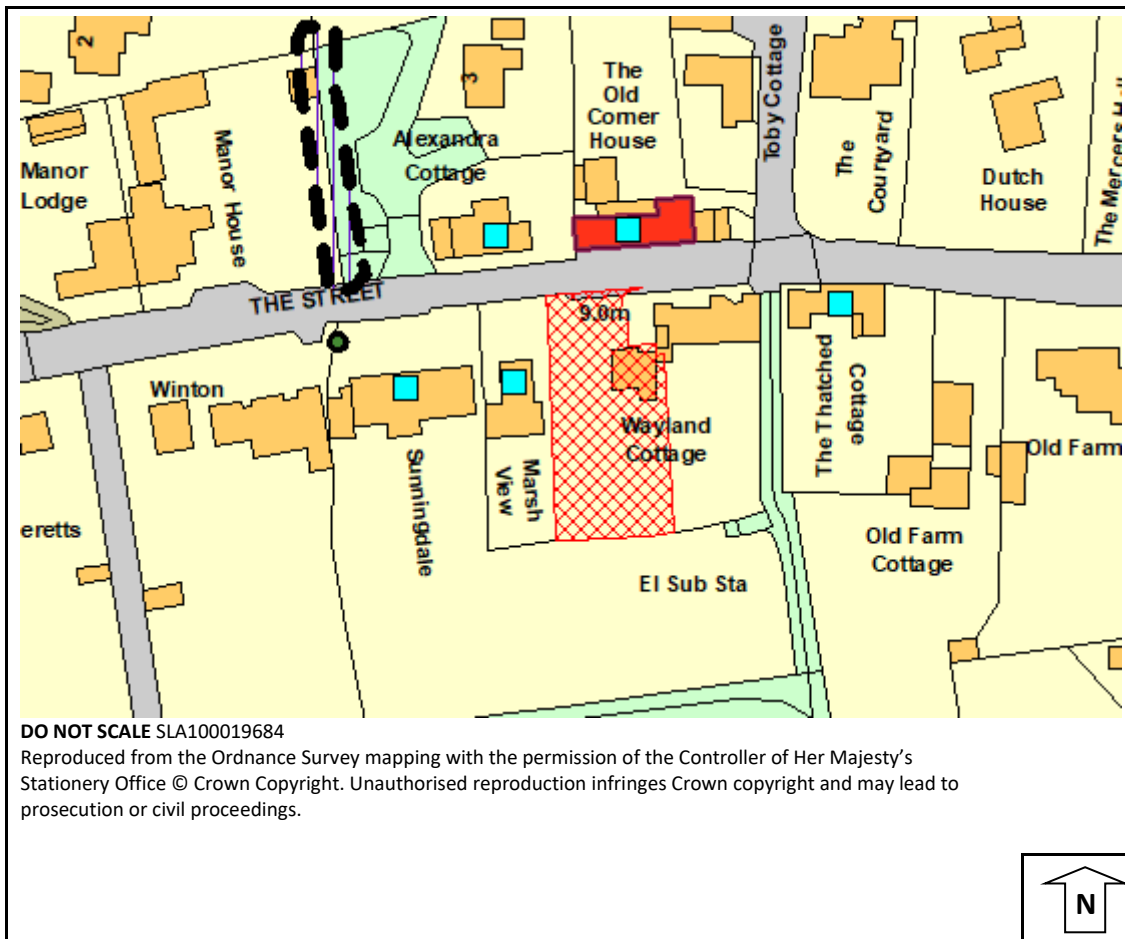 2
3
The
Old
Corner
House
Toby Cottage
The
Courtyard
Dutch
House
Alexandra
Cottage
Manor
Lodge
Manor House
THE STREET
9.0m
Winton
Wayland
Cottage
The Thatched
Cottage
Old Farm
Sunningdale
Marsh
View
eretts
Old Farm
Cottage
El Sub Sta
DO NOT SCALE SLA100019684
Reproduced from the Ordnance Survey mapping with the permission of the Controller of Her Majesty's
Stationery Office © Crown Copyright. Unauthorised reproduction infringes Crown copyright and may lead to
prosecution or civil proceedings.
N